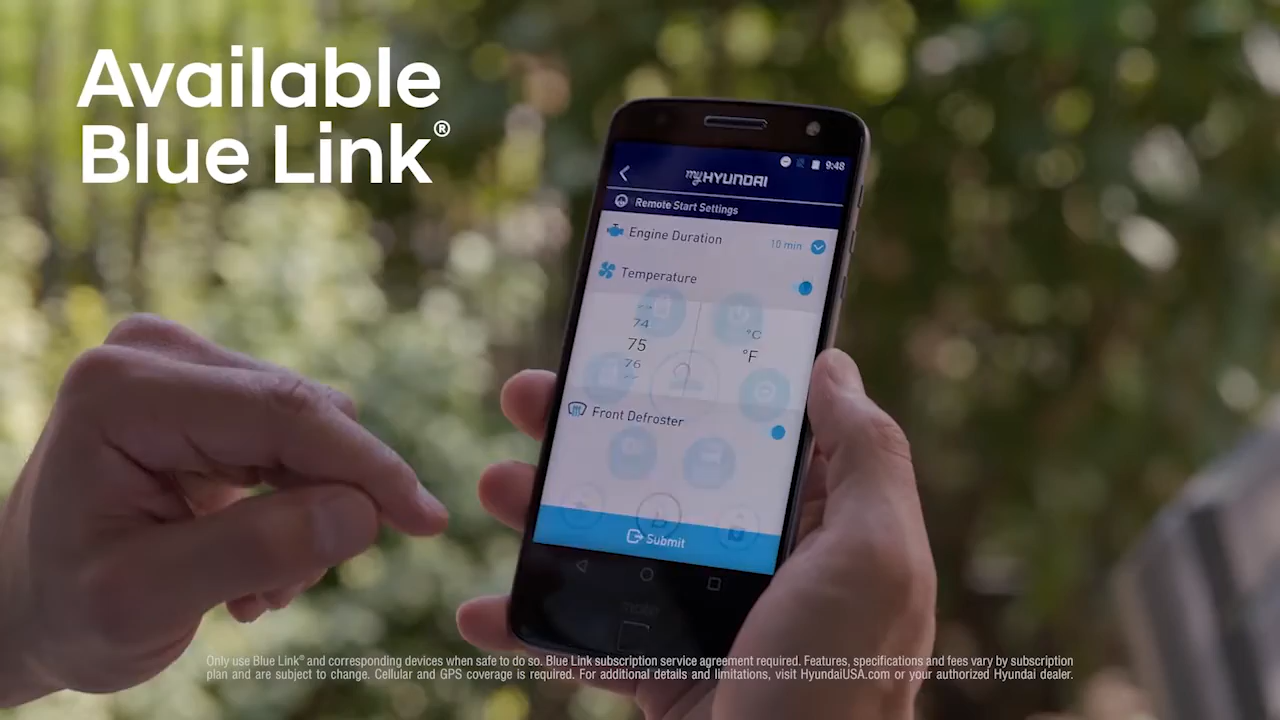 Available
Blue Link®
9:48
myHYUNDAI
Remote Start Settings
Engine Duration 10 min
Temperature
74
75
76
°C
°F
Front Defroster
Submit
Only use Blue Link® and corresponding devices when safe to do so. Blue Link subscription service agreement required. Features, specifications and fees vary by subscription
plan and are subject to change. Cellular and GPS coverage is required. For additional details and limitations, visit HyundaiUSA.com or your authorized Hyundai dealer.